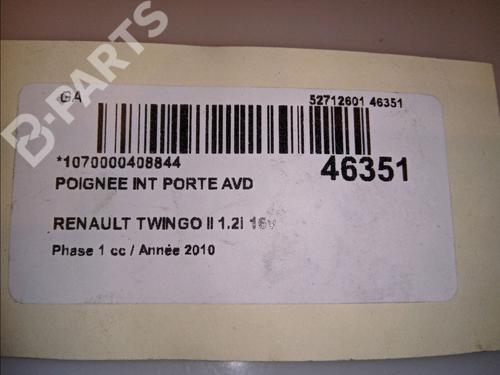 B-PARTS
GA 52712601 46351
*1070000408844 46351
POIGNEE INT PORTE AVD
RENAULT TWINGO II 1.2i 16v
Phase 1 cc / Année 2010